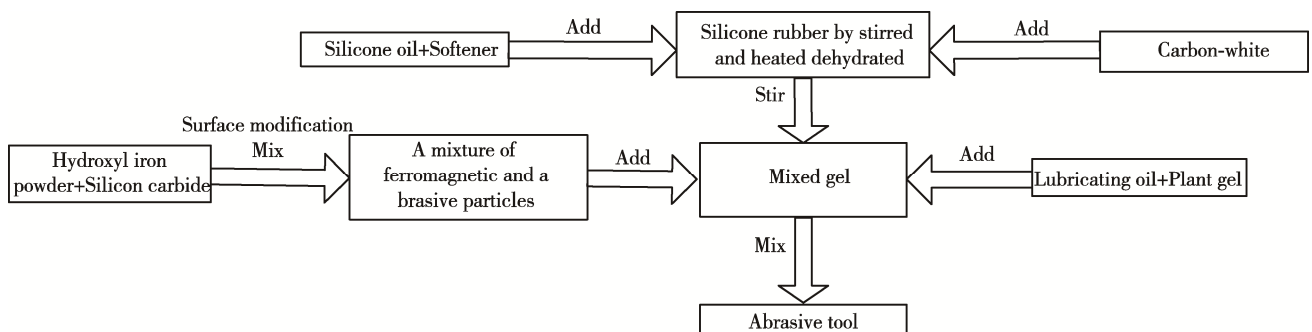 Silicone oil+Softener
Add
Silicone rubber by stirred
and heated dehydrated
Add
Carbon-white
Stir
Hydroxyl iron
powder+Silicon carbide
Surface modification
Mix
A mixture of
ferromagnetic and a
brasive particles
Add
Mixed gel
Add
Lubricating oil+Plant gel
Mix
Abrasive tool